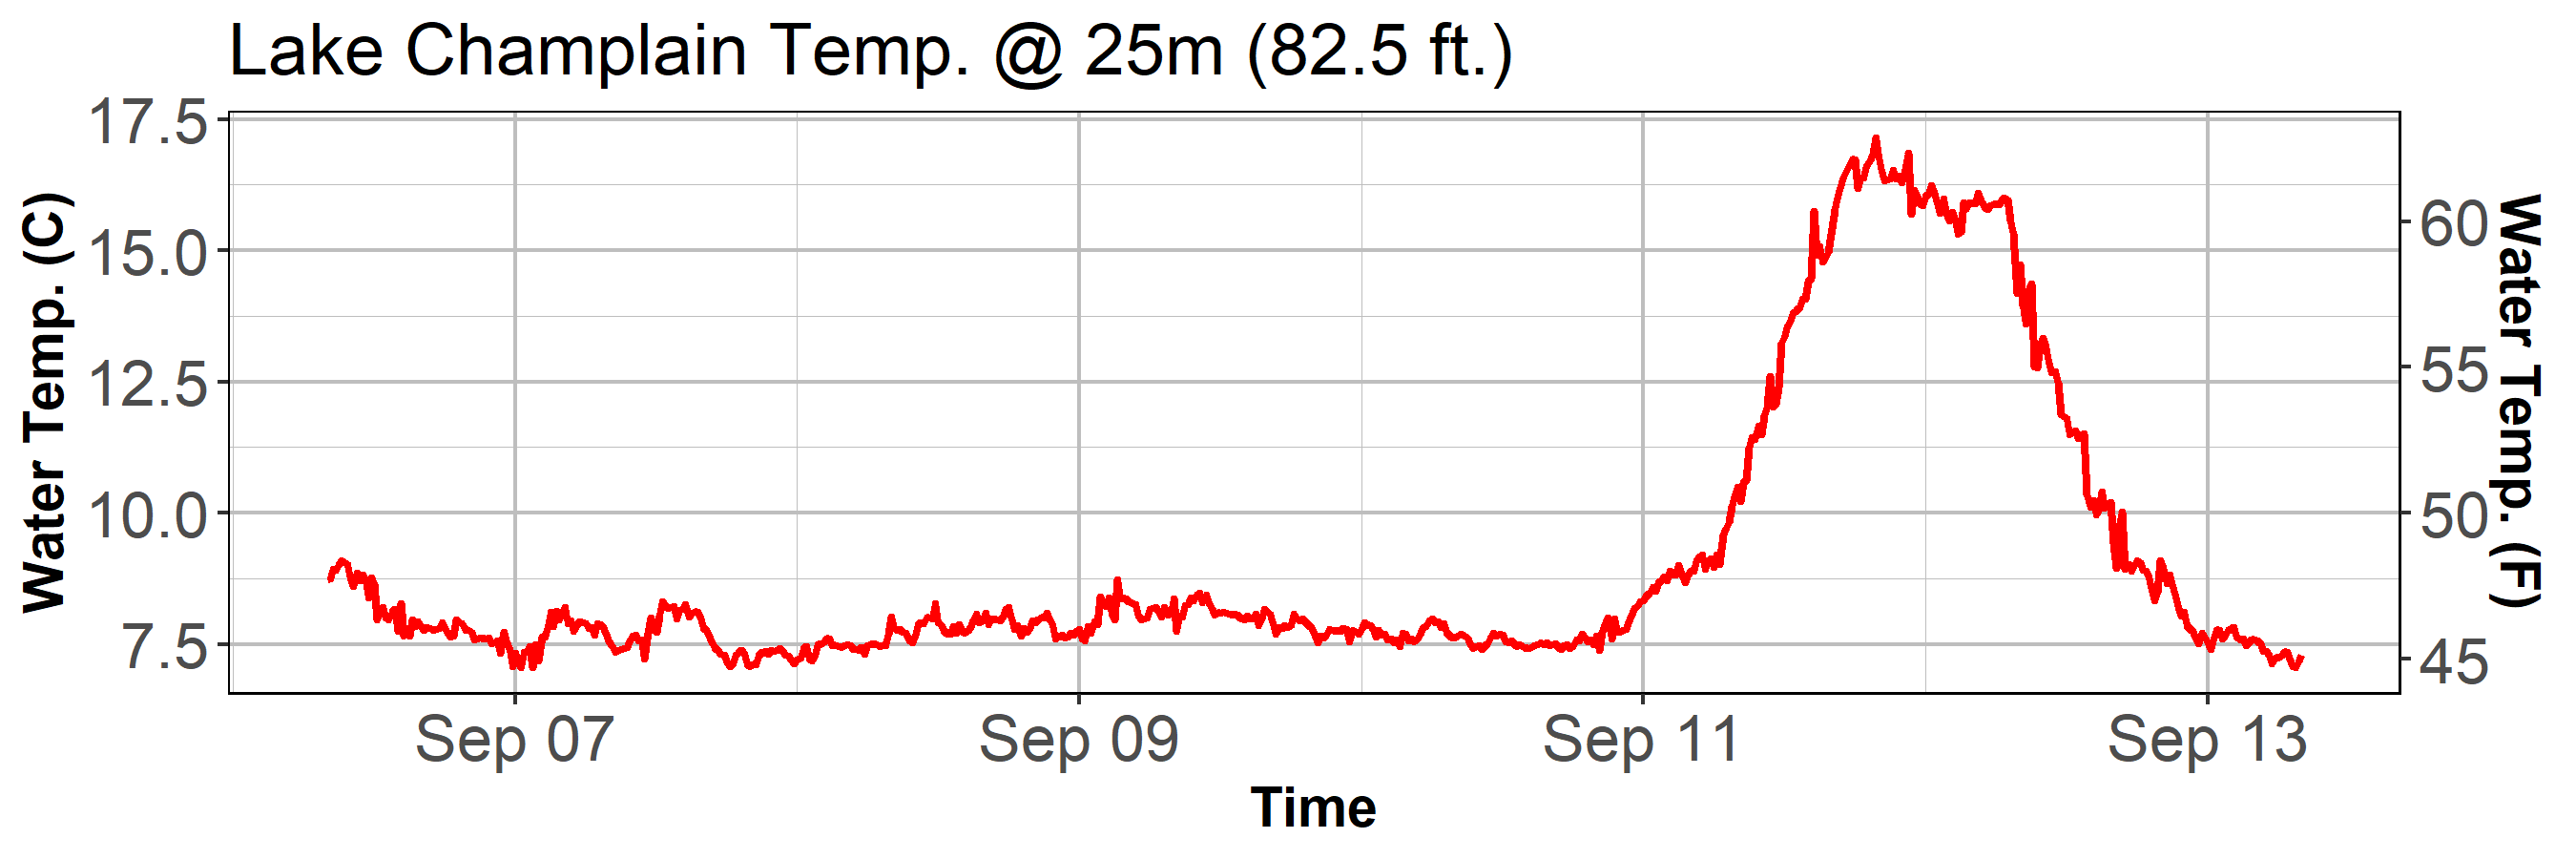 Lake Champlain Temp. @ 25m (82.5 ft.)
17.5
15.0
12.5
10.0
7.5
Water Temp. (C)
60
55
50
45
Water Temp. (F)
Sep 07
Sep 09
Sep 11
Sep 13
Time